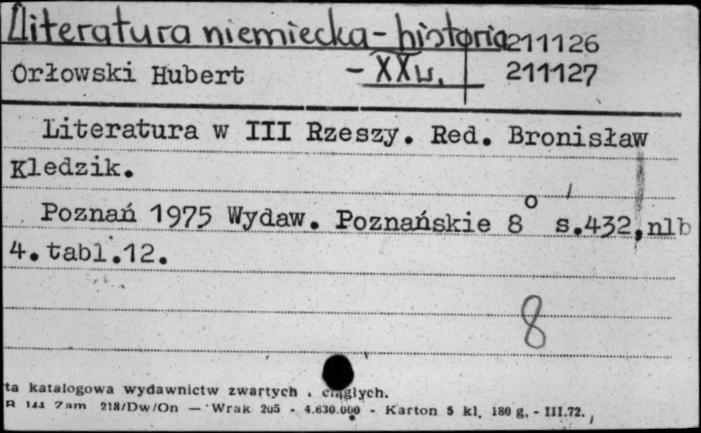 Literatura niemiecka - historia 211126
Orłowski Hubert - XX w. 211127
Literatura w III Rzeszy. Red. Bronisław
Kledzik.
Poznań 1975 Wydaw. Poznańskie 8° s.432, nlb
4. tabl.12.
8
ta katalogowa wydawnictw zwartych . ciągłych.
144 Zam 218/Dw/On — Wrak 205 - 4.630.000 - Karton 5 kl. 180 g. - III.72.